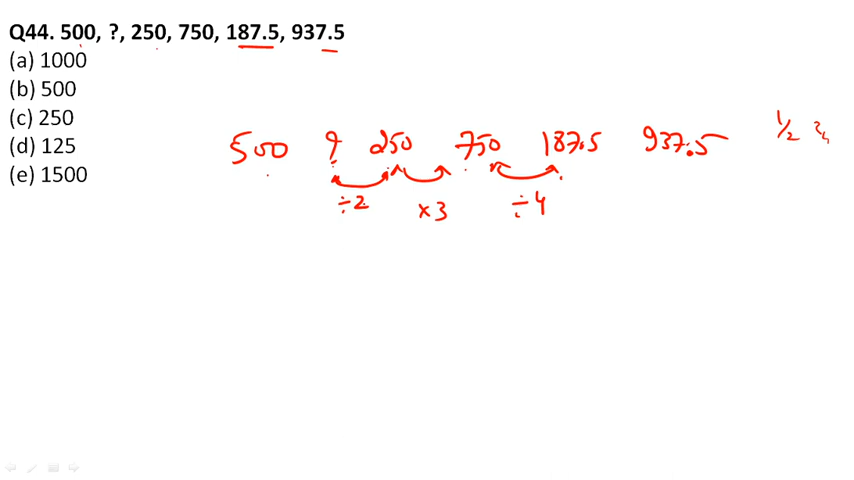 Q44. 500, ?, 250, 750, 187.5, 937.5
(a) 1000
(b) 500
(c) 250
(d) 125
(e) 1500
500 ? 250 750 187.5 937.5
1/2
÷2 ×3 ÷4